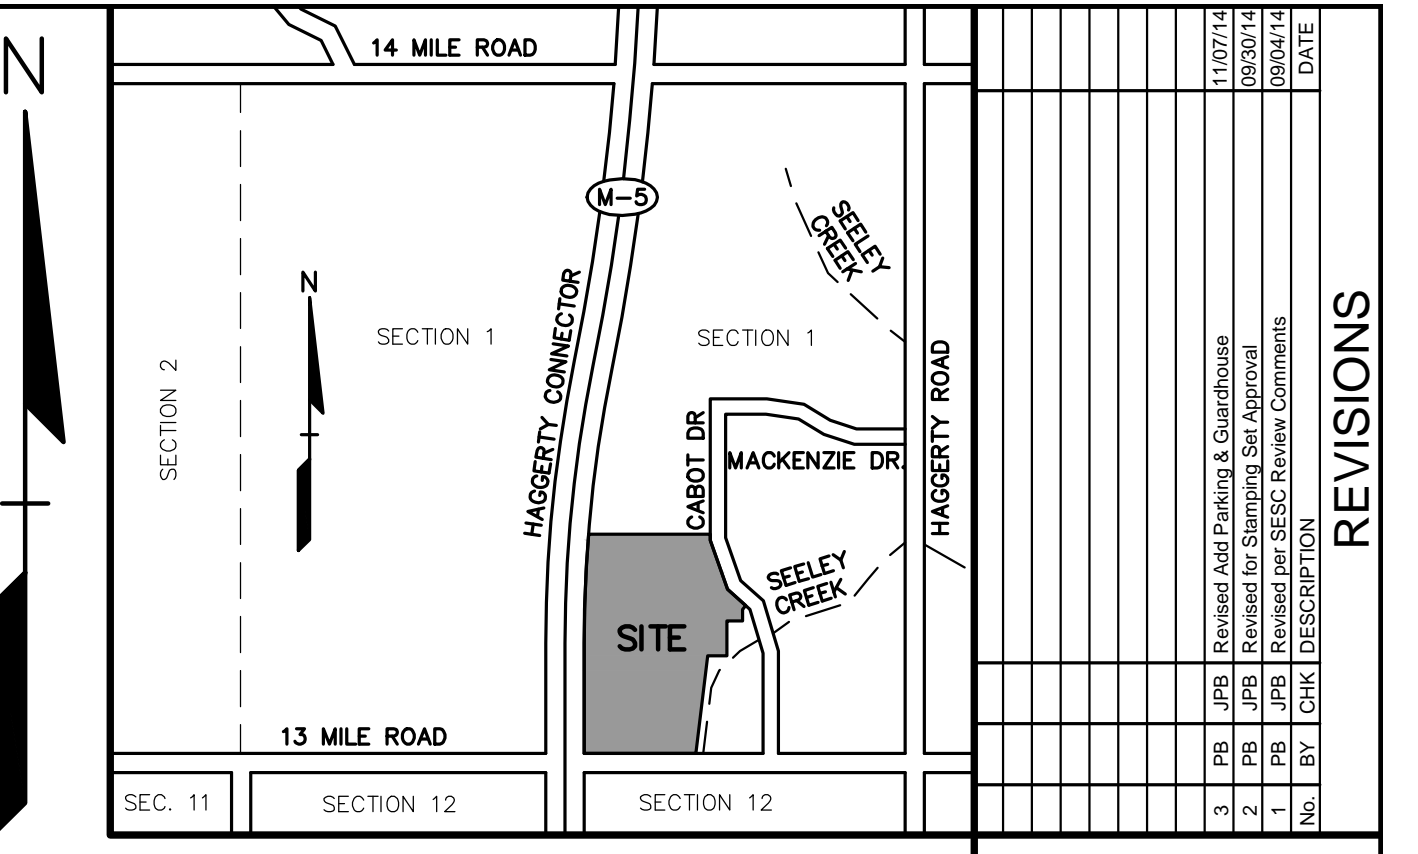 N
14 MILE ROAD
M-5
SEELEY
CREEK
N
HAGGERTY CONNECTOR
SECTION 1
SECTION 1
SECTION 2
HAGGERTY ROAD
CABOT DR
MACKENZIE DR.
SEELEY
CREEK
SITE
13 MILE ROAD
SEC. 11
SECTION 12
SECTION 12
3 PB JPB Revised Add Parking & Guardhouse 11/07/14
2 PB JPB Revised for Stamping Set Approval 09/30/14
1 PB JPB Revised per SESC Review Comments 09/04/14
No. BY CHK DESCRIPTION DATE
REVISIONS